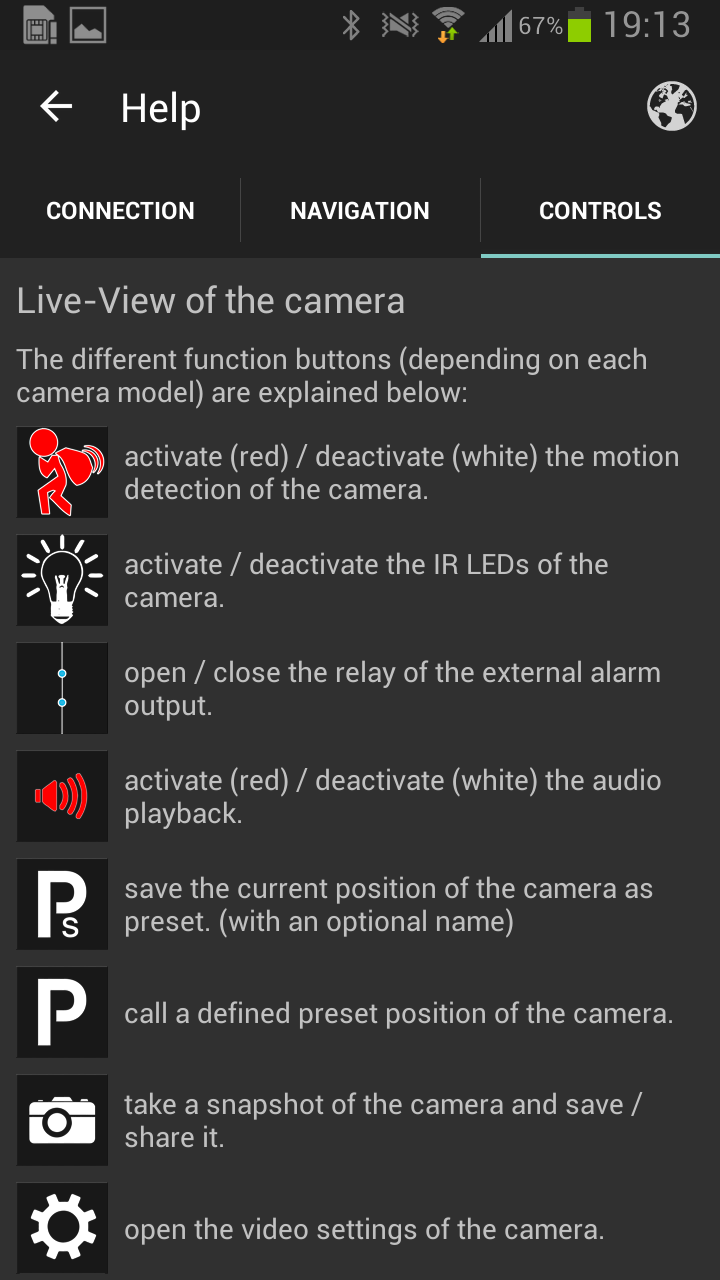 67% 19:13
Help
CONNECTION NAVIGATION CONTROLS
Live-View of the camera
The different function buttons (depending on each
camera model) are explained below:
activate (red) / deactivate (white) the motion
detection of the camera.
activate / deactivate the IR LEDs of the
camera.
open / close the relay of the external alarm
output.
activate (red) / deactivate (white) the audio
playback.
Ps
save the current position of the camera as
preset. (with an optional name)
P
call a defined preset position of the camera.
take a snapshot of the camera and save /
share it.
open the video settings of the camera.